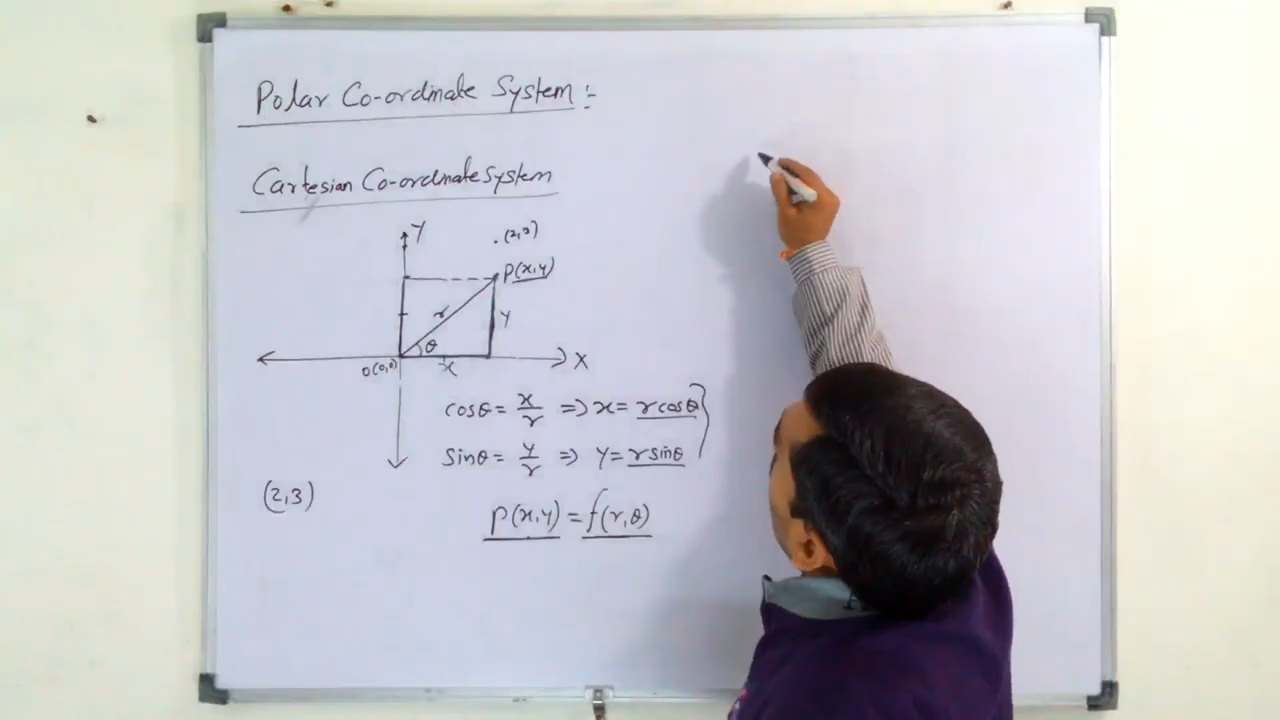 Polar Co-ordinate System :-
Cartesian Co-ordinate System
Y
.(2,3)
P(x,y)
r
y
θ
O(0,0)
x
X
cosθ = x/r => x = r cosθ
sinθ = y/r => y = r sinθ
(2,3)
P(x,y) = f(r,θ)